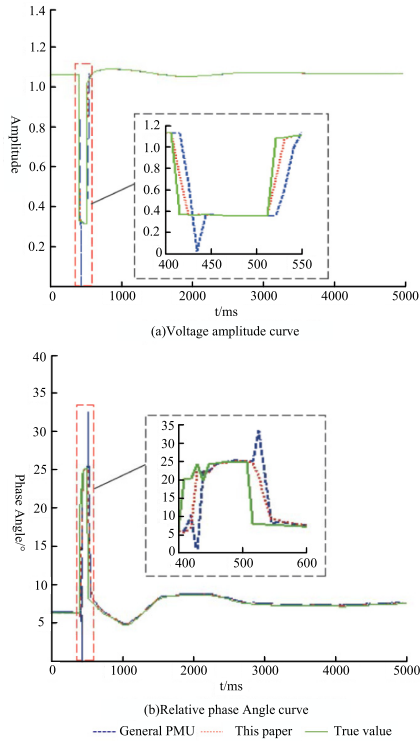 1.4
1.2
1.0
0.8
0.6
0.4
0.2
Amplitude
1.2
1.0
0.8
0.6
0.4
0.2
0
400 450 500 550
0 1000 2000 3000 4000 5000
t/ms
(a)Voltage amplitude curve
40
35
30
25
20
15
10
5
Phase Angle/°
35
30
25
20
15
10
5
0
400 500 600
0 1000 2000 3000 4000 5000
t/ms
(b)Relative phase Angle curve
General PMU This paper True value